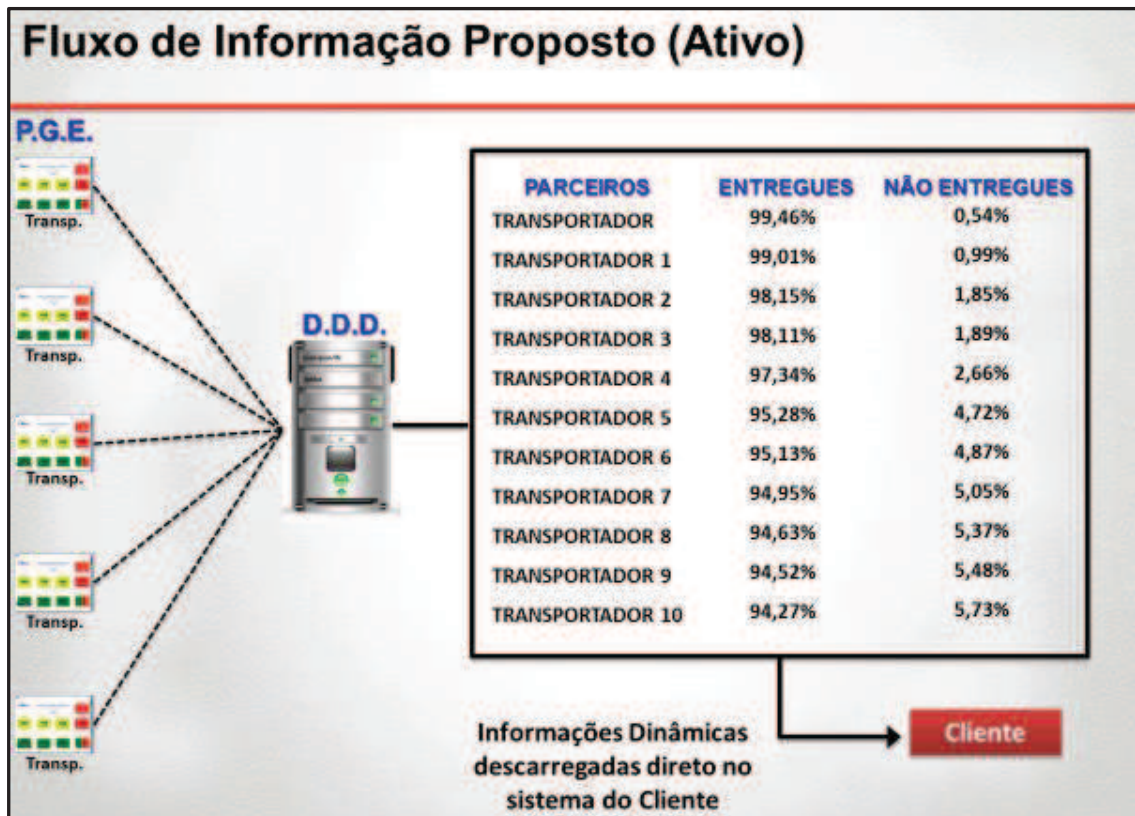 Fluxo de Informação Proposto (Ativo)
P.G.E.
Transp.
Transp.
Transp.
Transp.
Transp.
D.D.D.
PARCEIROS ENTREGUES NÃO ENTREGUES
TRANSPORTADOR 99,46% 0,54%
TRANSPORTADOR 1 99,01% 0,99%
TRANSPORTADOR 2 98,15% 1,85%
TRANSPORTADOR 3 98,11% 1,89%
TRANSPORTADOR 4 97,34% 2,66%
TRANSPORTADOR 5 95,28% 4,72%
TRANSPORTADOR 6 95,13% 4,87%
TRANSPORTADOR 7 94,95% 5,05%
TRANSPORTADOR 8 94,63% 5,37%
TRANSPORTADOR 9 94,52% 5,48%
TRANSPORTADOR 10 94,27% 5,73%
Informações Dinâmicas
descarregadas direto no
sistema do Cliente
Cliente